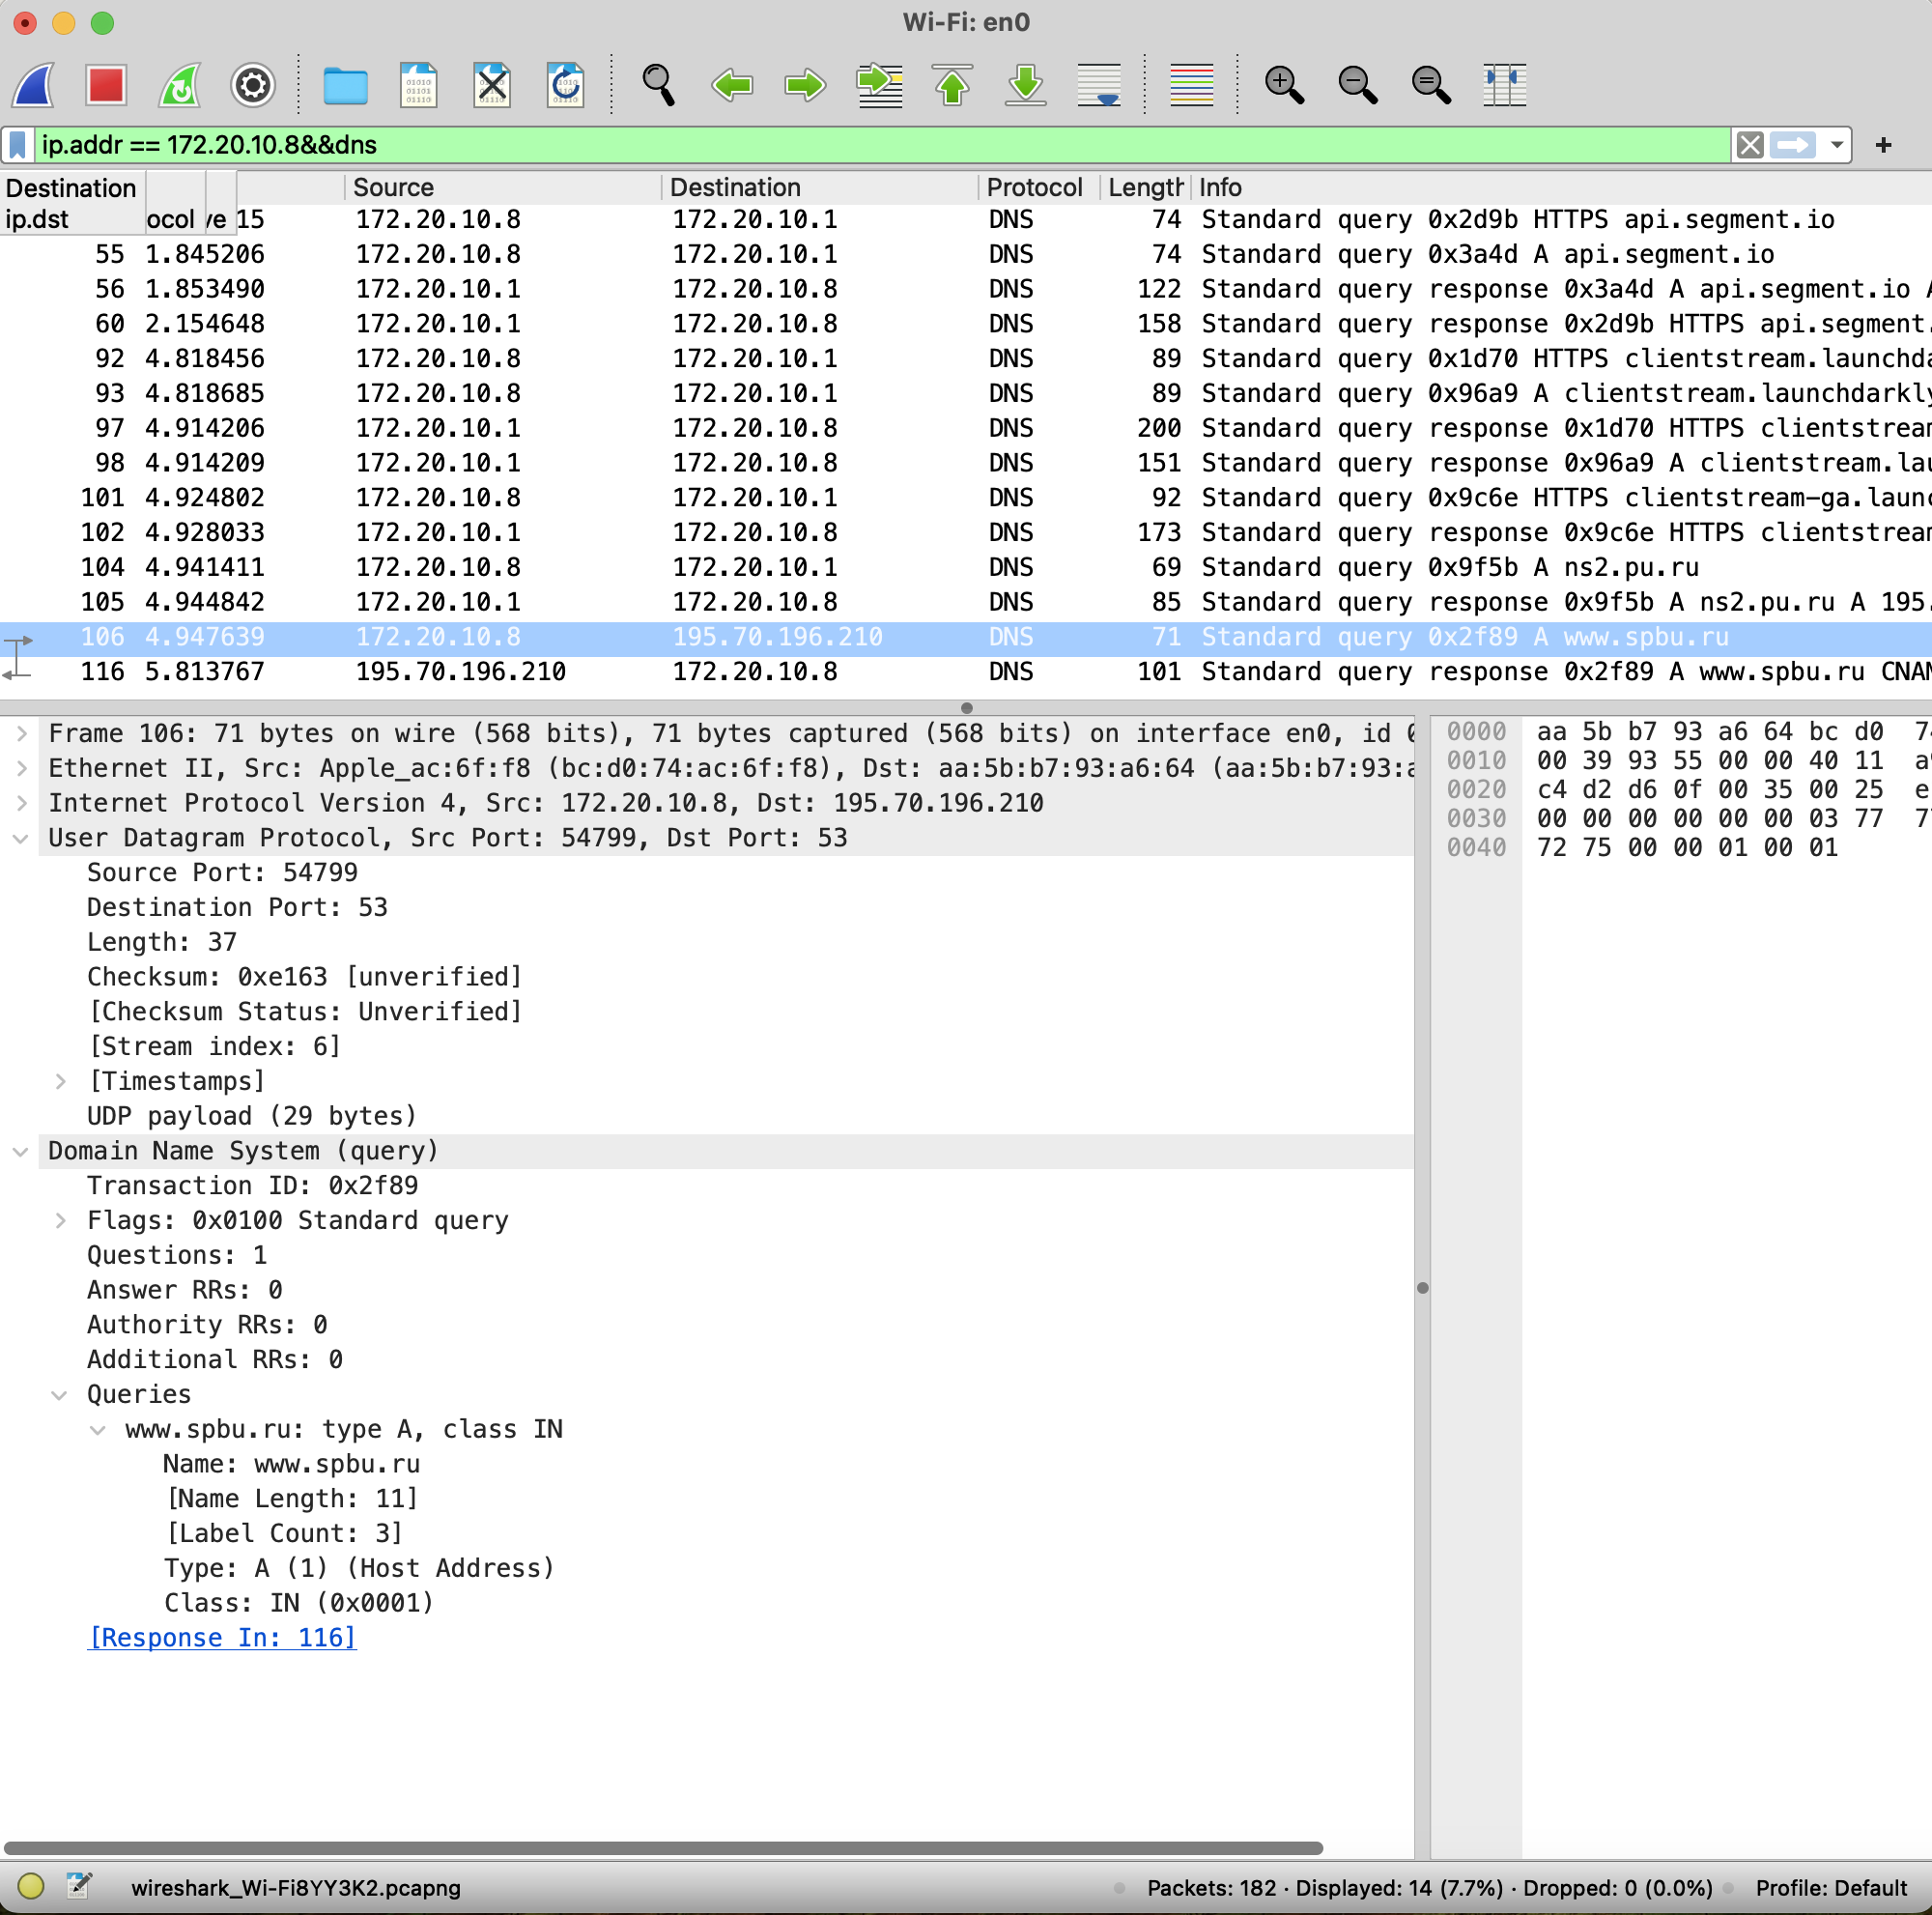 Wi-Fi: en0
ip.addr == 172.20.10.8&&dns
Destination Source Destination Protocol Length Info
ip.dst ocol ve 15 172.20.10.8 172.20.10.1 DNS 74 Standard query 0x2d9b HTTPS api.segment.io
55 1.845206 172.20.10.8 172.20.10.1 DNS 74 Standard query 0x3a4d A api.segment.io
56 1.853490 172.20.10.1 172.20.10.8 DNS 122 Standard query response 0x3a4d A api.segment.io A
60 2.154648 172.20.10.1 172.20.10.8 DNS 158 Standard query response 0x2d9b HTTPS api.segment.
92 4.818456 172.20.10.8 172.20.10.1 DNS 89 Standard query 0x1d70 HTTPS clientstream.launchda
93 4.818685 172.20.10.8 172.20.10.1 DNS 89 Standard query 0x96a9 A clientstream.launchdarkly
97 4.914206 172.20.10.1 172.20.10.8 DNS 200 Standard query response 0x1d70 HTTPS clientstream
98 4.914209 172.20.10.1 172.20.10.8 DNS 151 Standard query response 0x96a9 A clientstream.lau
101 4.924802 172.20.10.8 172.20.10.1 DNS 92 Standard query 0x9c6e HTTPS clientstream-ga.launc
102 4.928033 172.20.10.1 172.20.10.8 DNS 173 Standard query response 0x9c6e HTTPS clientstream
104 4.941411 172.20.10.8 172.20.10.1 DNS 69 Standard query 0x9f5b A ns2.pu.ru
105 4.944842 172.20.10.1 172.20.10.8 DNS 85 Standard query response 0x9f5b A ns2.pu.ru A 195.
106 4.947639 172.20.10.8 195.70.196.210 DNS 71 Standard query 0x2f89 A www.spbu.ru
116 5.813767 195.70.196.210 172.20.10.8 DNS 101 Standard query response 0x2f89 A www.spbu.ru CNAM
Frame 106: 71 bytes on wire (568 bits), 71 bytes captured (568 bits) on interface en0, id 0
Ethernet II, Src: Apple_ac:6f:f8 (bc:d0:74:ac:6f:f8), Dst: aa:5b:b7:93:a6:64 (aa:5b:b7:93:a
Internet Protocol Version 4, Src: 172.20.10.8, Dst: 195.70.196.210
User Datagram Protocol, Src Port: 54799, Dst Port: 53
Source Port: 54799
Destination Port: 53
Length: 37
Checksum: 0xe163 [unverified]
[Checksum Status: Unverified]
[Stream index: 6]
[Timestamps]
UDP payload (29 bytes)
Domain Name System (query)
Transaction ID: 0x2f89
Flags: 0x0100 Standard query
Questions: 1
Answer RRs: 0
Authority RRs: 0
Additional RRs: 0
Queries
www.spbu.ru: type A, class IN
Name: www.spbu.ru
[Name Length: 11]
[Label Count: 3]
Type: A (1) (Host Address)
Class: IN (0x0001)
[Response In: 116]
0000 aa 5b b7 93 a6 64 bc d0 74
0010 00 39 93 55 00 00 40 11 a
0020 c4 d2 d6 0f 00 35 00 25 e
0030 00 00 00 00 00 00 03 77 77
0040 72 75 00 00 01 00 01
wireshark_Wi-Fi8YY3K2.pcapng
Packets: 182 · Displayed: 14 (7.7%) · Dropped: 0 (0.0%)
Profile: Default